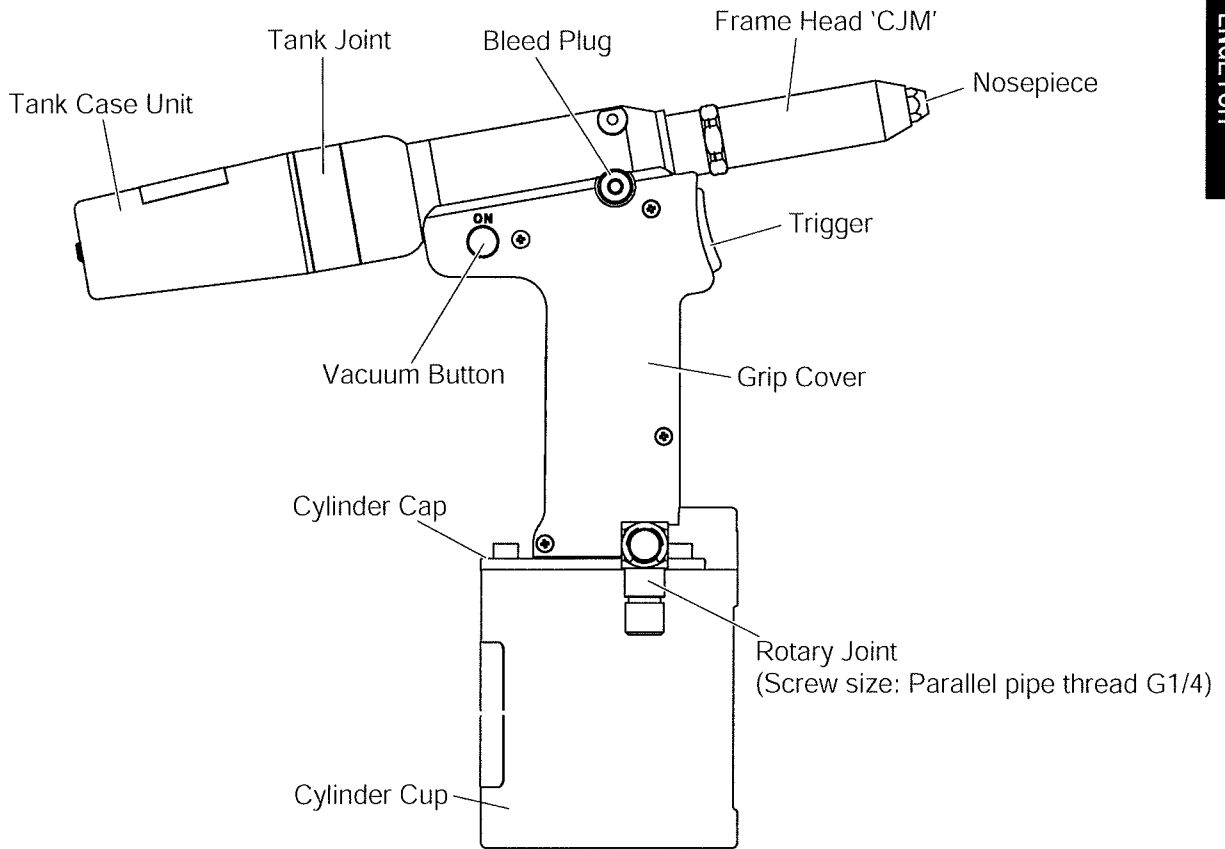 Frame Head 'CJM'
Tank Joint
Bleed Plug
Nosepiece
Tank Case Unit
ON
Trigger
Vacuum Button
Grip Cover
Cylinder Cap
Rotary Joint
(Screw size: Parallel pipe thread G1/4)
Cylinder Cup